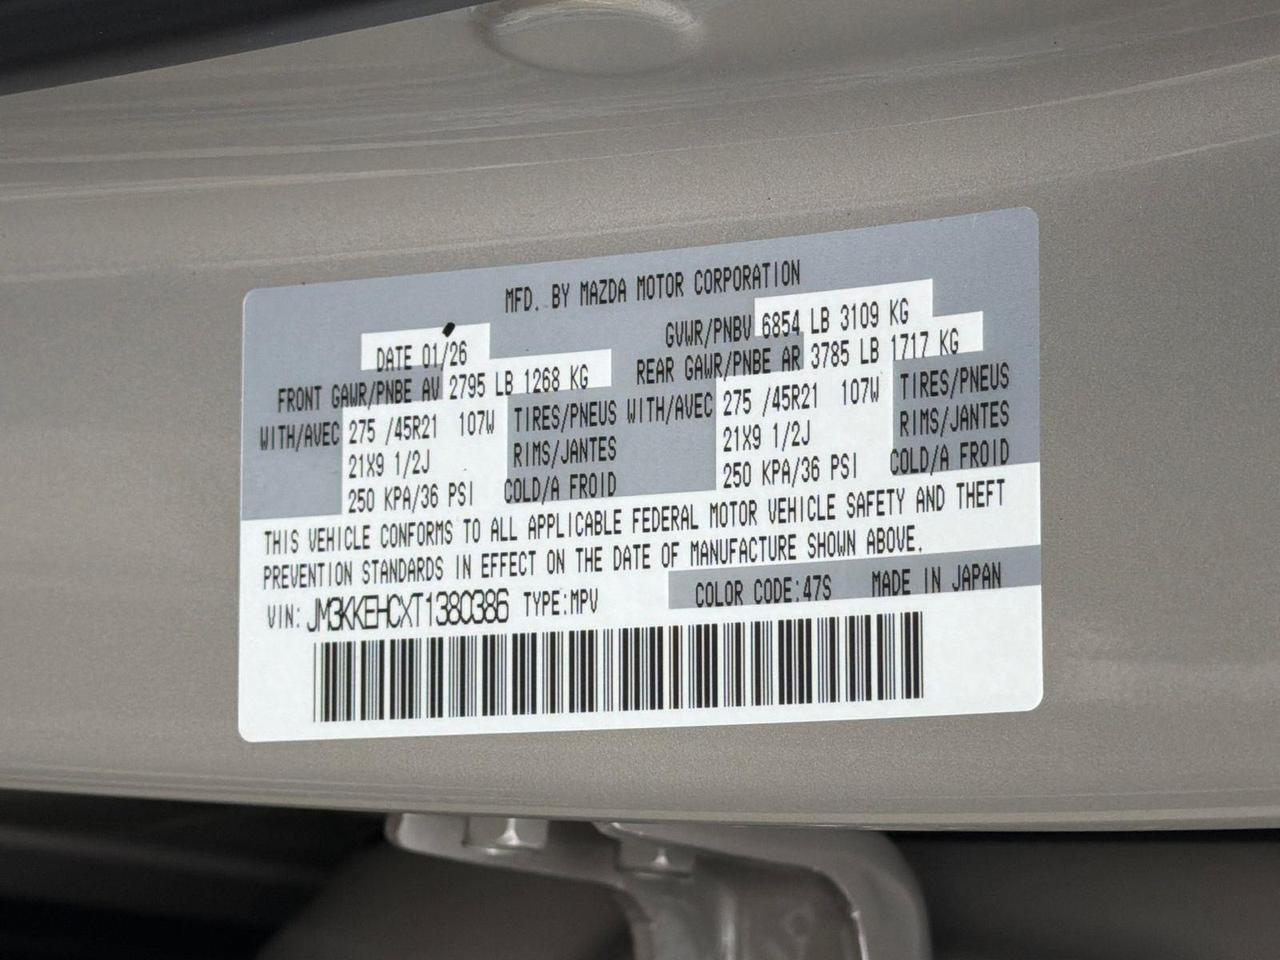 MFD. BY MAZDA MOTOR CORPORATION
DATE 01/26 GVWR/PNBV 6854 LB 3109 KG
FRONT GAWR/PNBE AV 2795 LB 1268 KG REAR GAWR/PNBE AR 3785 LB 1717 KG
WITH/AVEC 275 /45R21 107W TIRES/PNEUS WITH/AVEC 275 /45R21 107W TIRES/PNEUS
21X9 1/2J RIMS/JANTES 21X9 1/2J RIMS/JANTES
250 KPA/36 PSI COLD/A FROID 250 KPA/36 PSI COLD/A FROID
THIS VEHICLE CONFORMS TO ALL APPLICABLE FEDERAL MOTOR VEHICLE SAFETY AND THEFT
PREVENTION STANDARDS IN EFFECT ON THE DATE OF MANUFACTURE SHOWN ABOVE.
VIN: JM3KKEHCXT1380386 TYPE:MPV COLOR CODE:47S MADE IN JAPAN